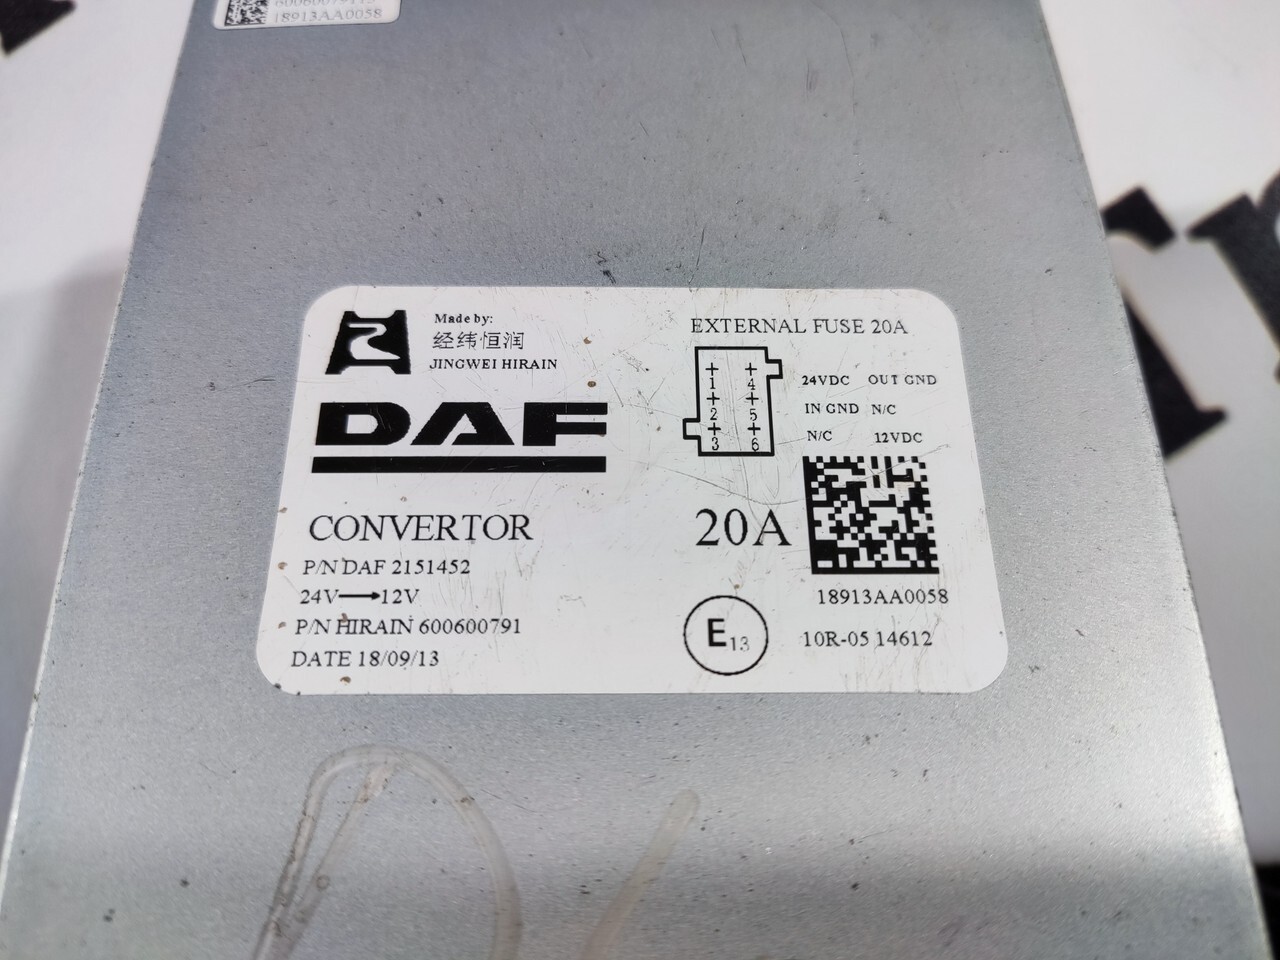 18913AA0058
Made by:
经纬恒润
JINGWEI HIRAIN
DAF
CONVERTOR
P/N DAF 2151452
24V→12V
P/N HIRAIN 600600791
DATE 18/09/13
EXTERNAL FUSE 20A
1 4
2 5
3 6
24VDC OUT GND
IN GND N/C
N/C 12VDC
20A
18913AA0058
E13 10R-05 14612